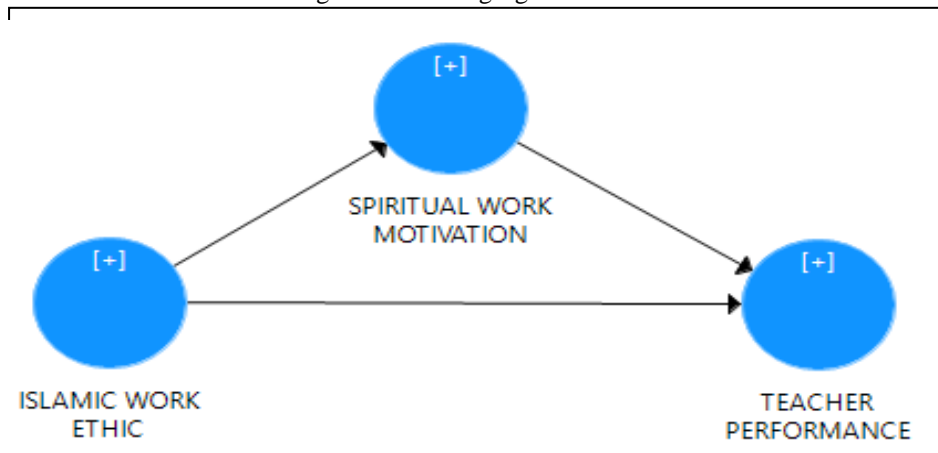 [+]
SPIRITUAL WORK
MOTIVATION
[+]
ISLAMIC WORK
ETHIC
[+]
TEACHER
PERFORMANCE